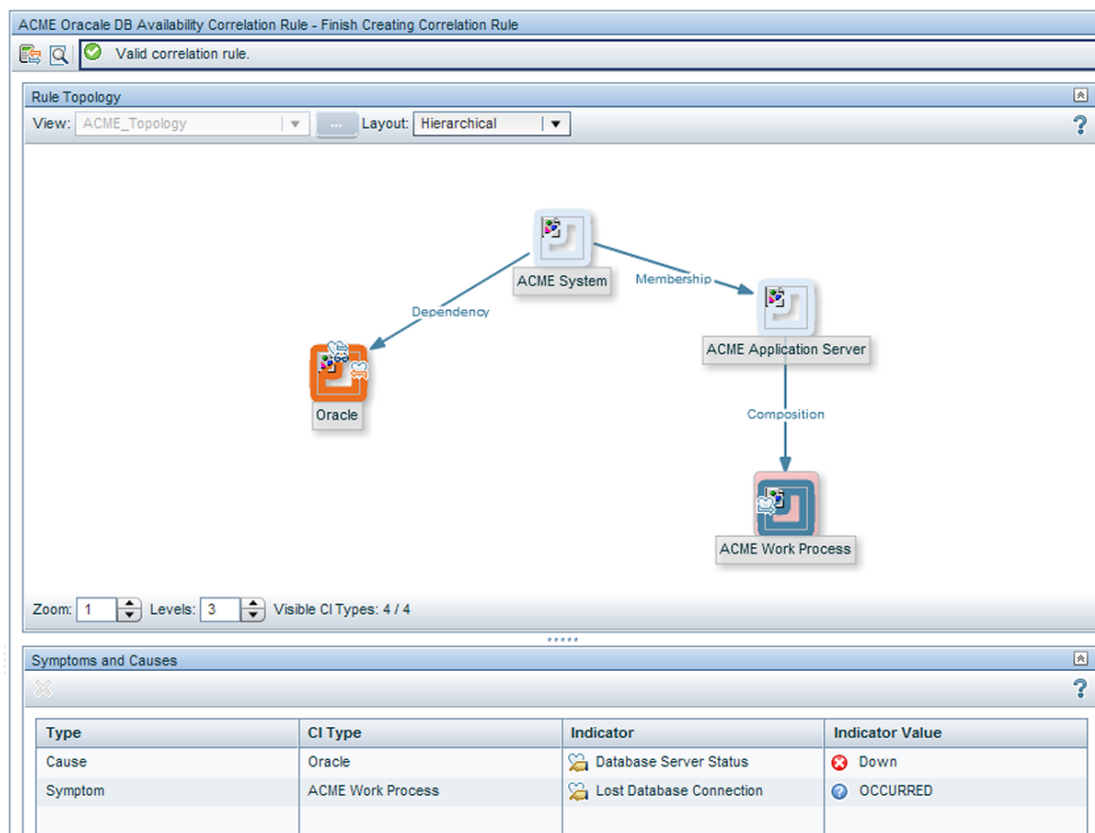 ACME Oracale DB Availability Correlation Rule - Finish Creating Correlation Rule
Valid correlation rule.
Rule Topology
View: ACME_Topology ... Layout: Hierarchical ?
ACME System
Membership
Dependency
ACME Application Server
Oracle
Composition
ACME Work Process
Zoom: 1 Levels: 3 Visible CI Types: 4 / 4
Symptoms and Causes
?
Type CI Type Indicator Indicator Value
Cause Oracle Database Server Status Down
Symptom ACME Work Process Lost Database Connection OCCURRED